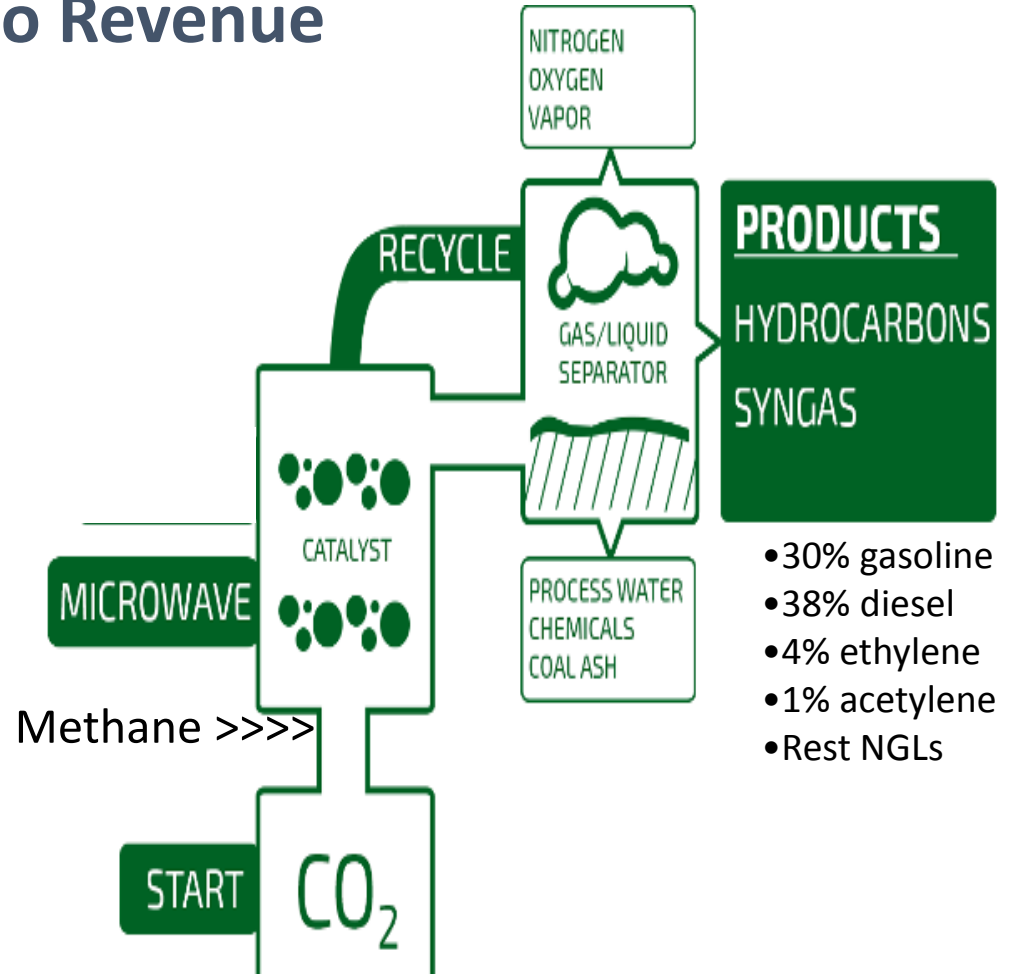 o Revenue
NITROGEN
OXYGEN
VAPOR
RECYCLE
GAS/LIQUID
SEPARATOR
PRODUCTS
HYDROCARBONS
SYNGAS
CATALYST
MICROWAVE
PROCESS WATER
CHEMICALS
COAL ASH
•30% gasoline
•38% diesel
•4% ethylene
•1% acetylene
•Rest NGLs
Methane >>>>
START
CO₂